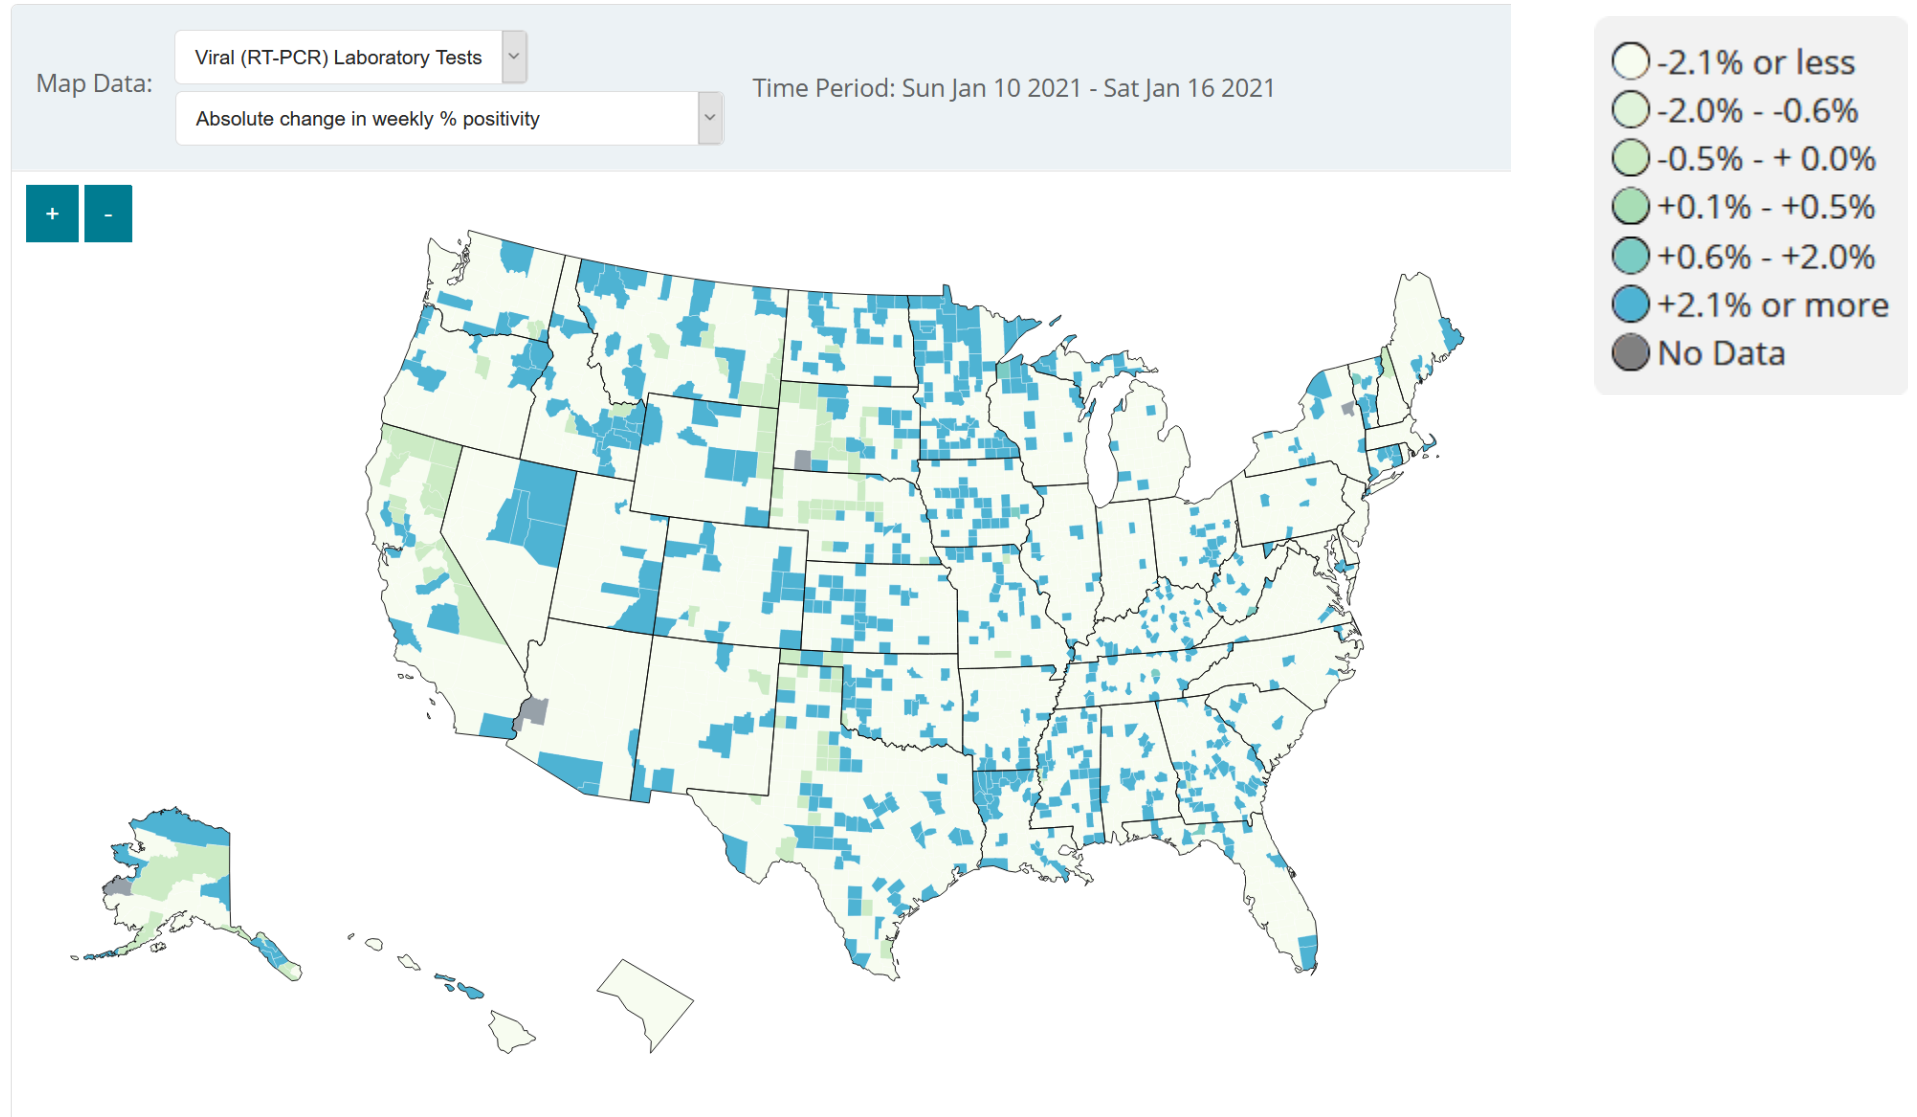 Map Data:
Viral (RT-PCR) Laboratory Tests
Absolute change in weekly % positivity
Time Period: Sun Jan 10 2021 - Sat Jan 16 2021
+
-
-2.1% or less
-2.0% - -0.6%
-0.5% - + 0.0%
+0.1% - +0.5%
+0.6% - +2.0%
+2.1% or more
No Data